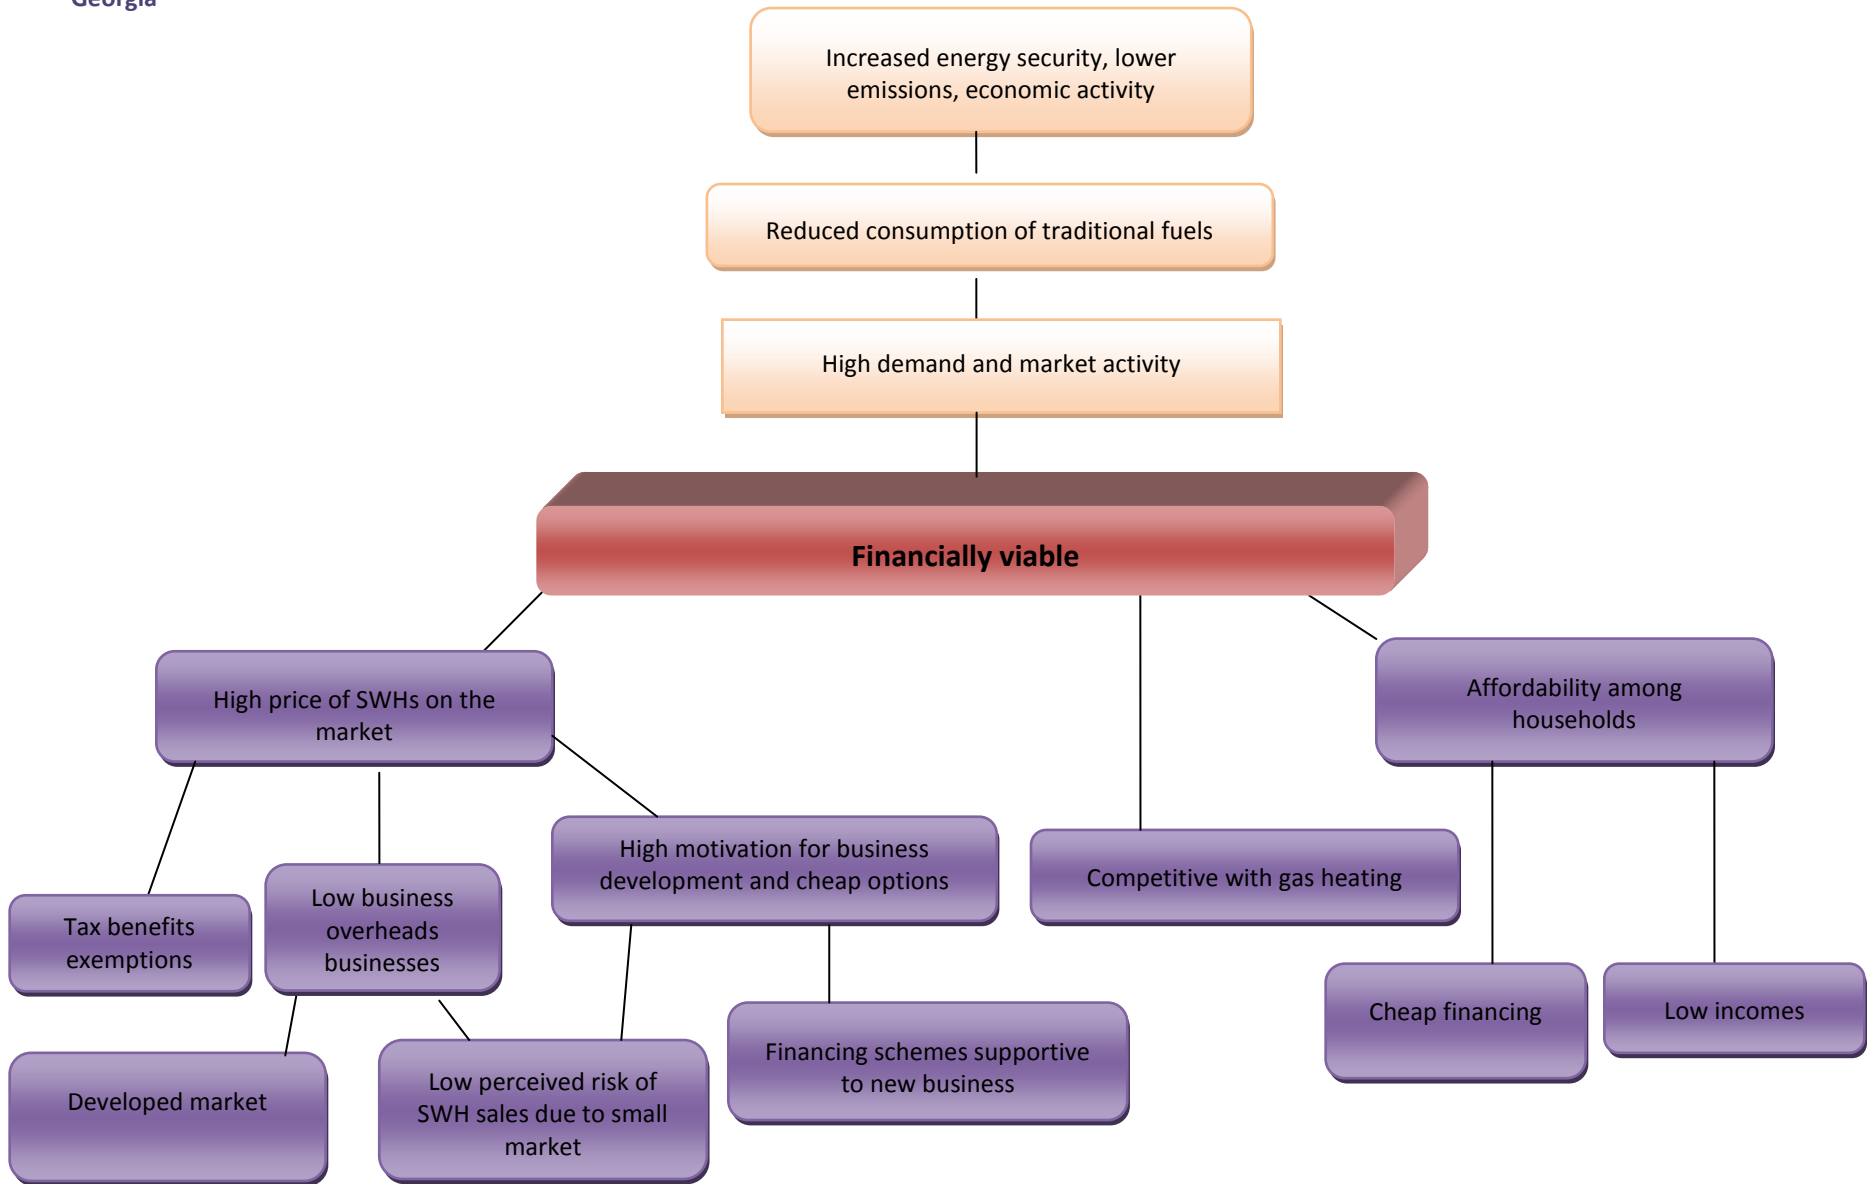 Georgia
Increased energy security, lower
emissions, economic activity
Reduced consumption of traditional fuels
High demand and market activity
Financially viable
High price of SWHs on the
market
Affordability among
households
High motivation for business
development and cheap options
Competitive with gas heating
Tax benefits
exemptions
Low business
overheads
businesses
Cheap financing
Low incomes
Developed market
Low perceived risk of
SWH sales due to small
market
Financing schemes supportive
to new business